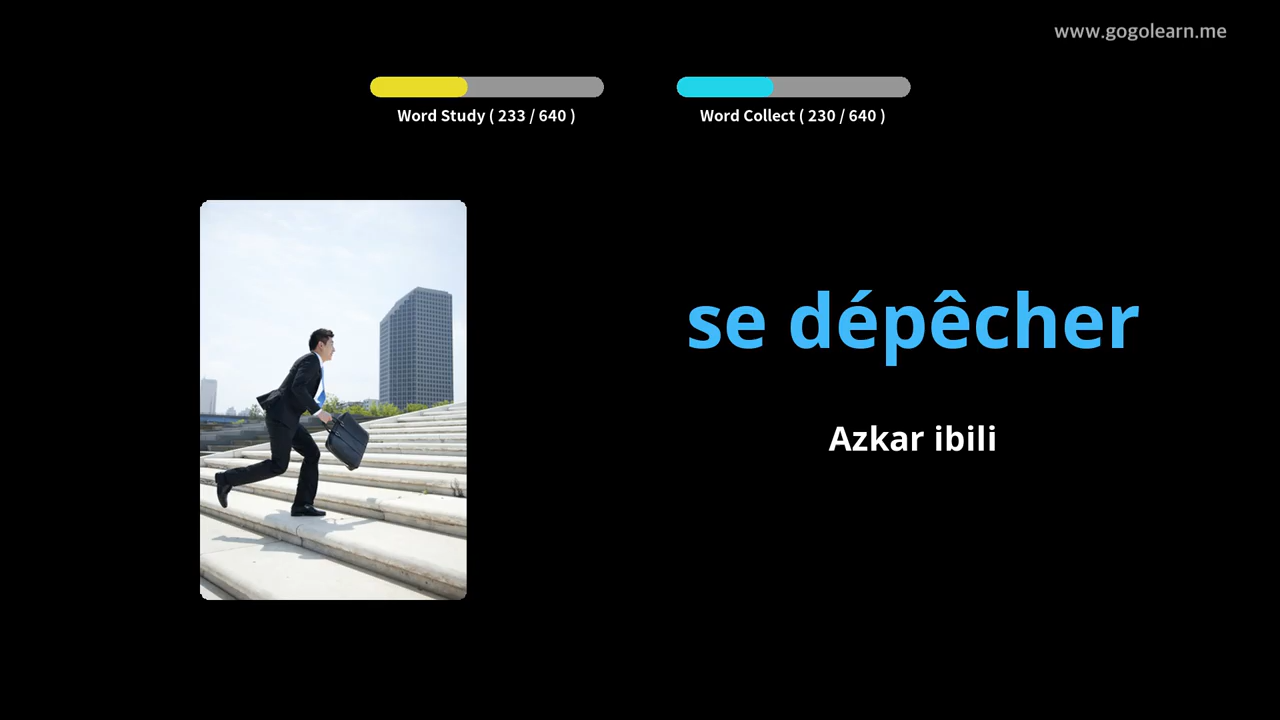 www.gogolearn.me
Word Study ( 233 / 640 )
Word Collect ( 230 / 640 )
se dépêcher
Azkar ibili